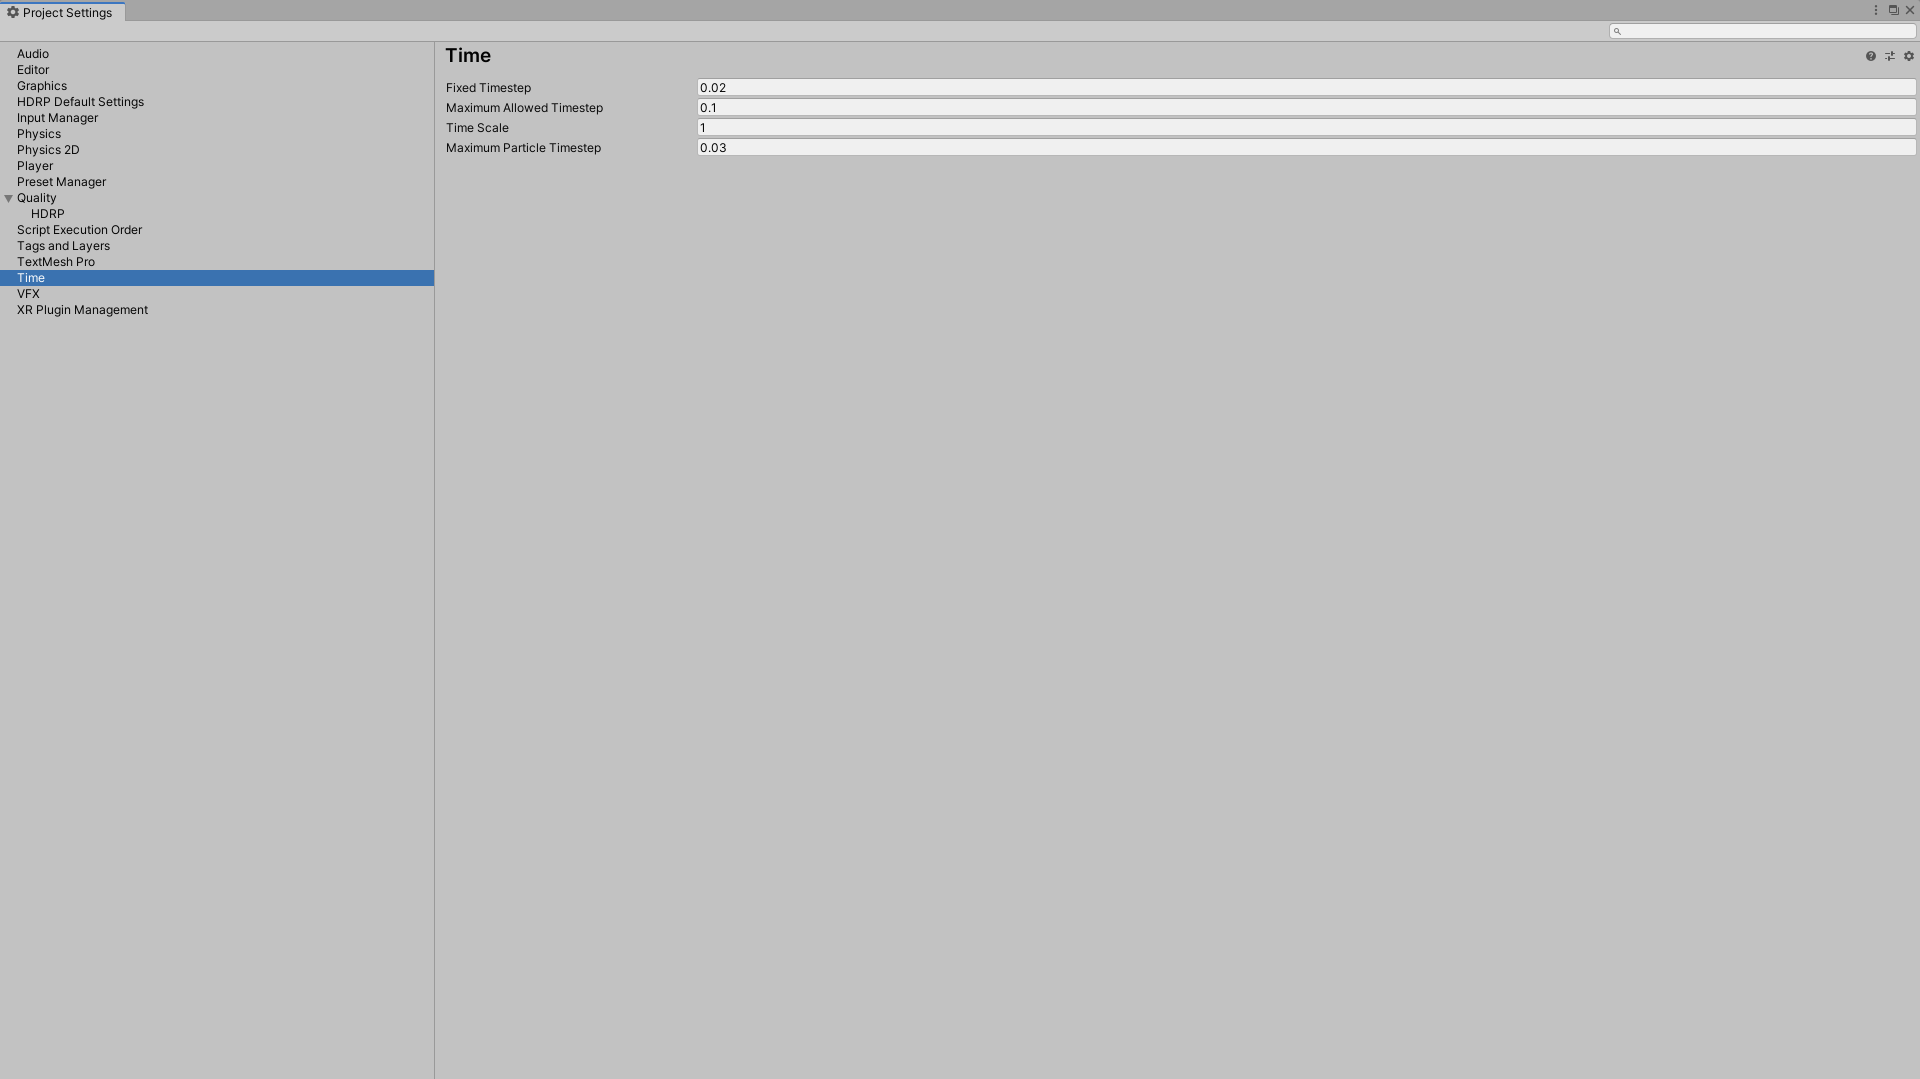 Project Settings
Audio
Editor
Graphics
HDRP Default Settings
Input Manager
Physics
Physics 2D
Player
Preset Manager
Quality
HDRP
Script Execution Order
Tags and Layers
TextMesh Pro
Time
VFX
XR Plugin Management
Time
Fixed Timestep 0.02
Maximum Allowed Timestep 0.1
Time Scale 1
Maximum Particle Timestep 0.03